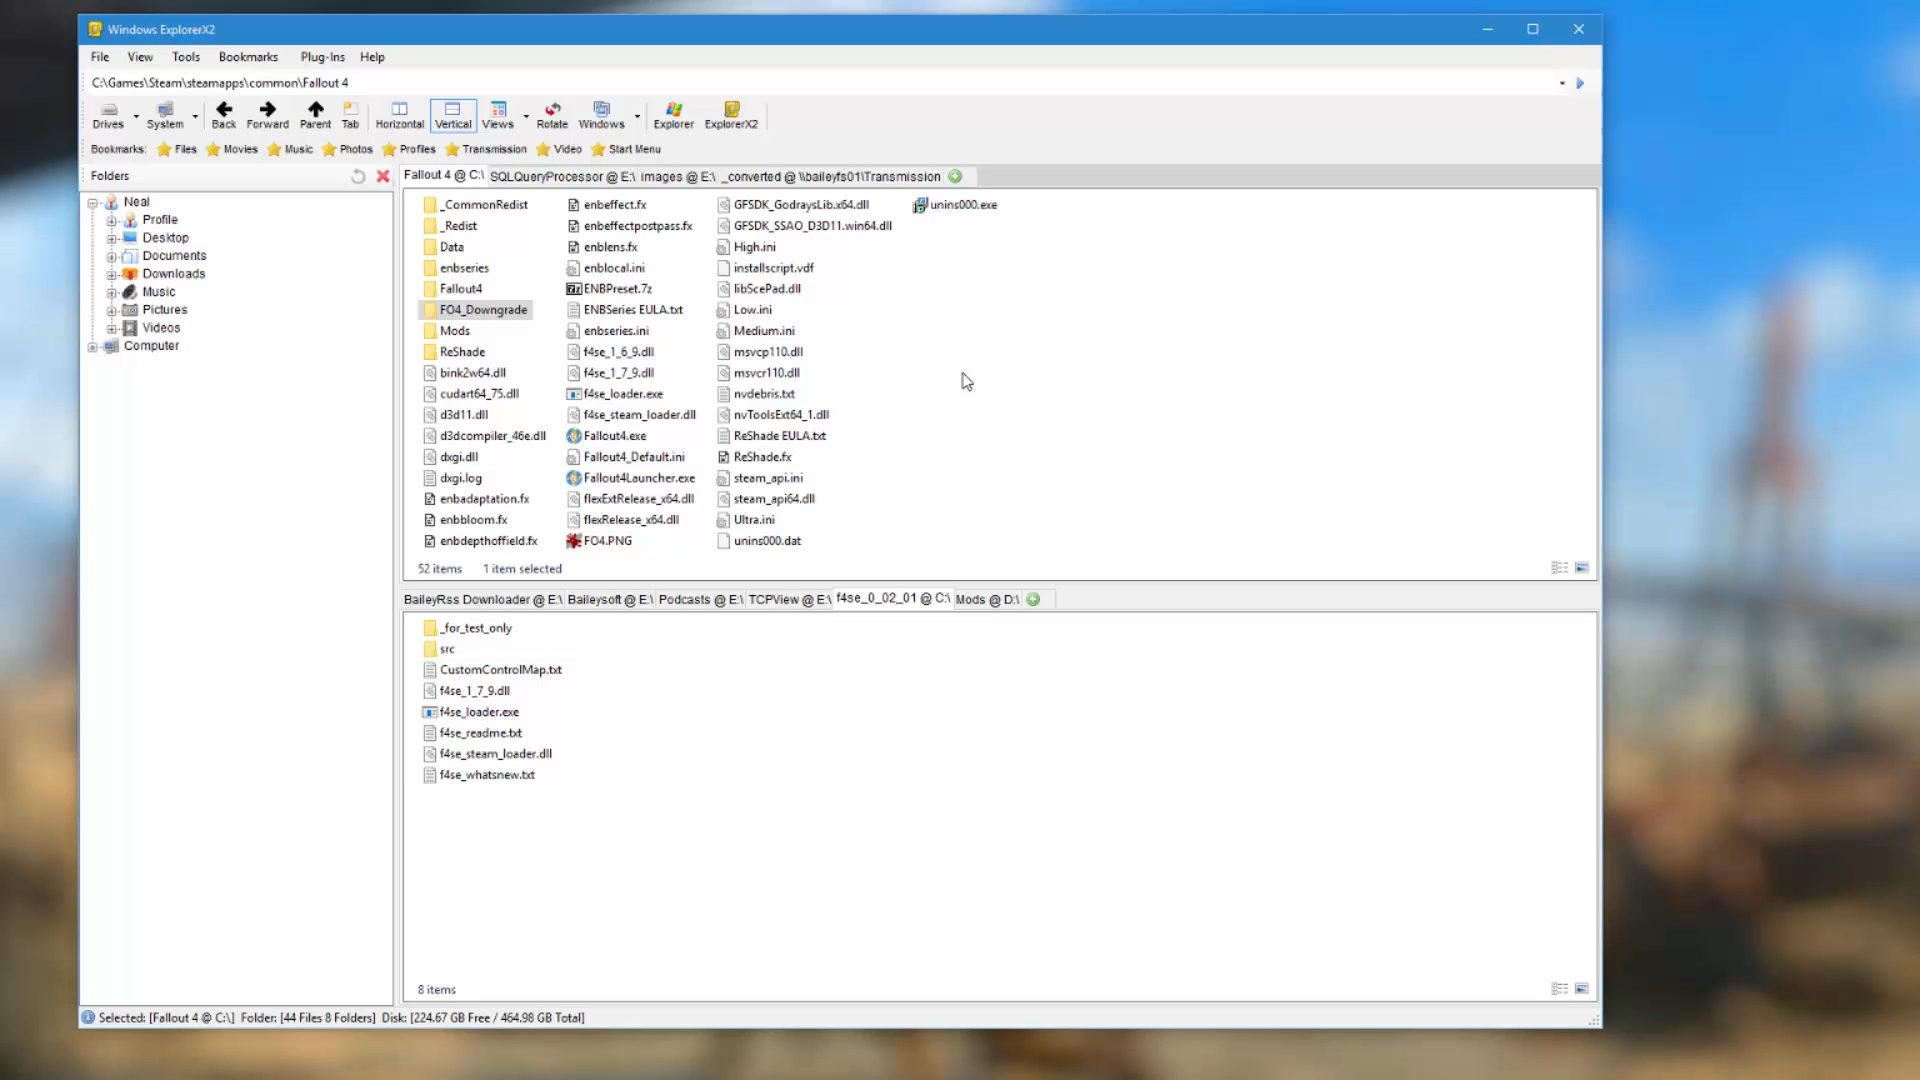 Windows ExplorerX2
File View Tools Bookmarks Plug-Ins Help
C:\Games\Steam\steamapps\common\Fallout 4
Drives System Back Forward Parent Tab Horizontal Vertical Views Rotate Windows Explorer ExplorerX2
Bookmarks: Files Movies Music Photos Profiles Transmission Video Start Menu
Folders
Neal
Profile
Desktop
Documents
Downloads
Music
Pictures
Videos
Computer
Fallout 4 @ C:\ SQLQueryProcessor @ E:\ images @ E:\ _converted @ \\baileyfs01\Transmission
_CommonRedist
_Redist
Data
enbseries
Fallout4
FO4_Downgrade
Mods
ReShade
bink2w64.dll
cudart64_75.dll
d3d11.dll
d3dcompiler_46e.dll
dxgi.dll
dxgi.log
enbadaptation.fx
enbbloom.fx
enbdepthoffield.fx
enbeffect.fx
enbeffectpostpass.fx
enblens.fx
enblocal.ini
ENBPreset.7z
ENBSeries EULA.txt
enbseries.ini
f4se_1_6_9.dll
f4se_1_7_9.dll
f4se_loader.exe
f4se_steam_loader.dll
Fallout4.exe
Fallout4_Default.ini
Fallout4Launcher.exe
flexExtRelease_x64.dll
flexRelease_x64.dll
FO4.PNG
GFSDK_GodraysLib.x64.dll
GFSDK_SSAO_D3D11.win64.dll
High.ini
installscript.vdf
libScePad.dll
Low.ini
Medium.ini
msvcp110.dll
msvcr110.dll
nvdebris.txt
nvToolsExt64_1.dll
ReShade EULA.txt
ReShade.fx
steam_api.ini
steam_api64.dll
Ultra.ini
unins000.dat
unins000.exe
52 items 1 item selected
BaileyRss Downloader @ E:\ Baileysoft @ E:\ Podcasts @ E:\ TCPView @ E:\ f4se_0_02_01 @ C:\ Mods @ D:\
_for_test_only
src
CustomControlMap.txt
f4se_1_7_9.dll
f4se_loader.exe
f4se_readme.txt
f4se_steam_loader.dll
f4se_whatsnew.txt
8 items
Selected: [Fallout 4 @ C:\] Folder: [44 Files 8 Folders] Disk: [224.67 GB Free / 464.98 GB Total]